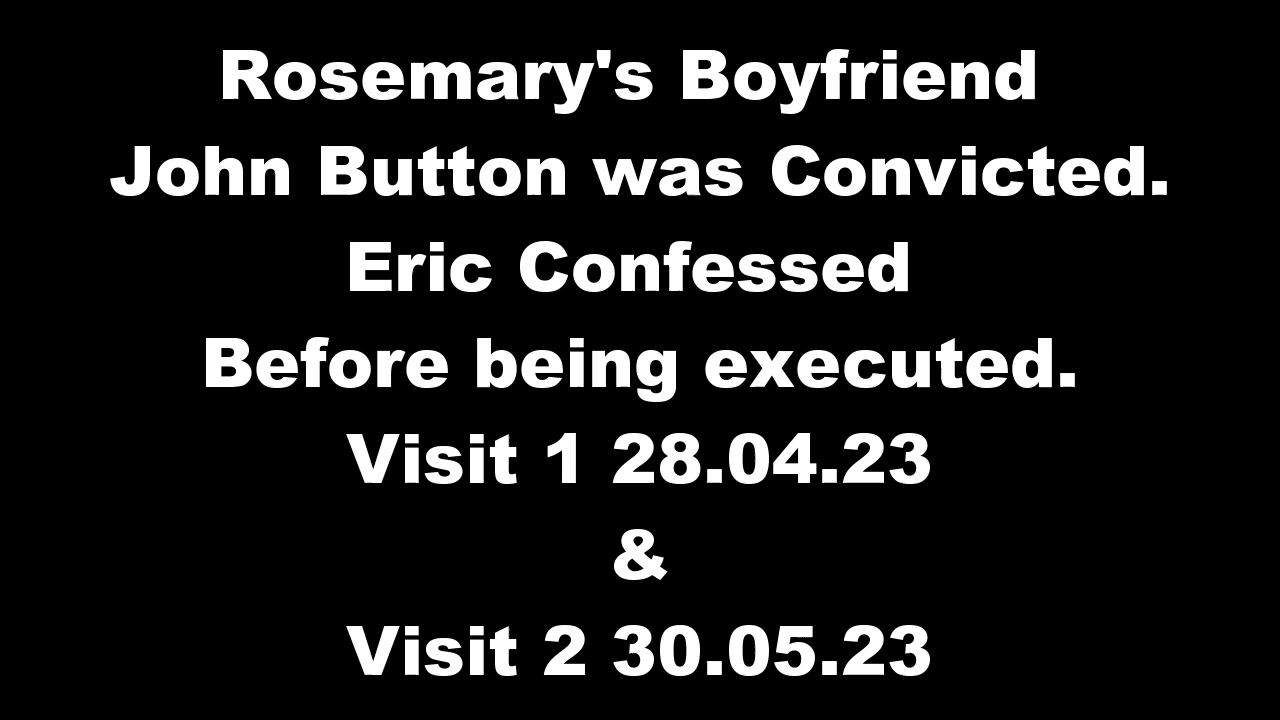 Rosemary's Boyfriend
John Button was Convicted.
Eric Confessed
Before being executed.
Visit 1 28.04.23
&
Visit 2 30.05.23